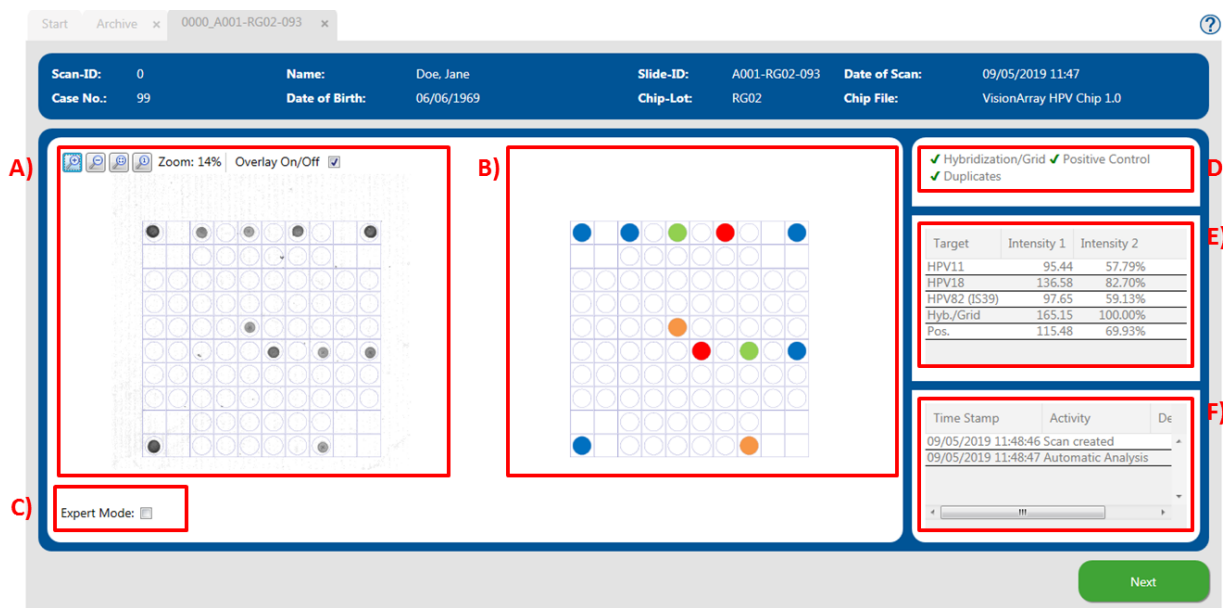 Start Archive × 0000_A001-RG02-093 ×
?
Scan-ID: 0 Name: Doe, Jane Slide-ID: A001-RG02-093 Date of Scan: 09/05/2019 11:47
Case No.: 99 Date of Birth: 06/06/1969 Chip-Lot: RG02 Chip File: VisionArray HPV Chip 1.0
A)
Zoom: 14% Overlay On/Off
B)
C)
Expert Mode:
D
✔ Hybridization/Grid ✔ Positive Control
✔ Duplicates
E)
Target Intensity 1 Intensity 2
HPV11 95.44 57.79%
HPV18 136.58 82.70%
HPV82 (IS39) 97.65 59.13%
Hyb./Grid 165.15 100.00%
Pos. 115.48 69.93%
F)
Time Stamp Activity De
09/05/2019 11:48:46 Scan created
09/05/2019 11:48:47 Automatic Analysis
Next